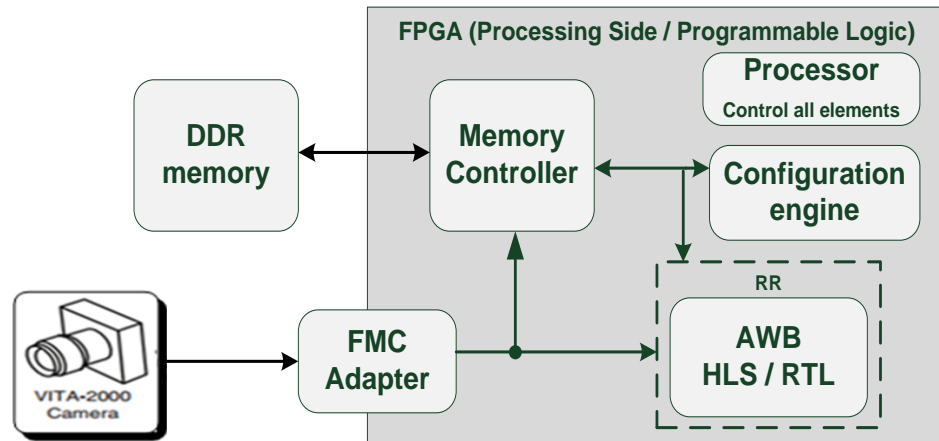 FPGA (Processing Side / Programmable Logic)
Processor
Control all elements
DDR
memory
Memory
Controller
Configuration
engine
RR
AWB
HLS / RTL
FMC
Adapter
VITA-2000
Camera